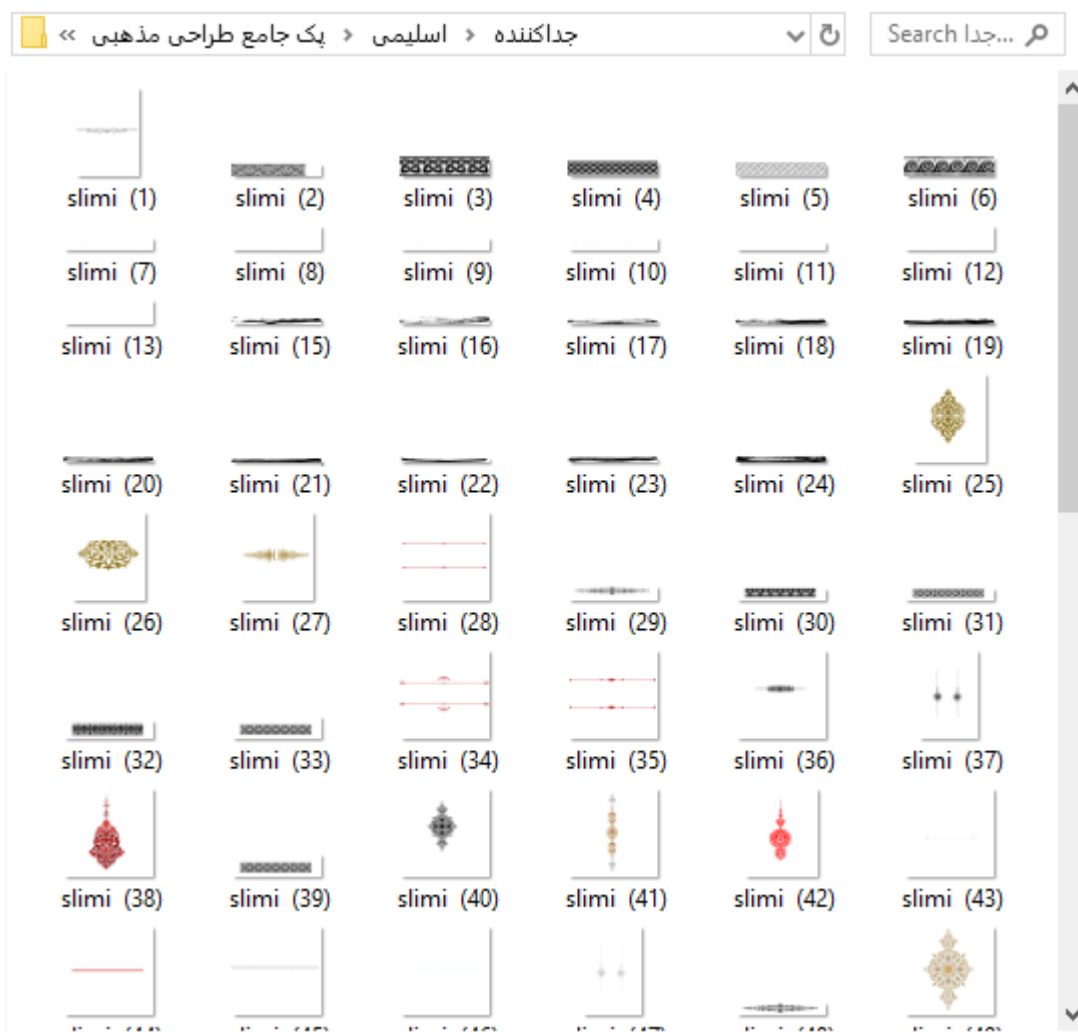 » پک جامع طراحی مذهبی › اسلیمی › جداکننده
Search جدا...
slimi (1) slimi (2) slimi (3) slimi (4) slimi (5) slimi (6)
slimi (7) slimi (8) slimi (9) slimi (10) slimi (11) slimi (12)
slimi (13) slimi (15) slimi (16) slimi (17) slimi (18) slimi (19)
slimi (20) slimi (21) slimi (22) slimi (23) slimi (24) slimi (25)
slimi (26) slimi (27) slimi (28) slimi (29) slimi (30) slimi (31)
slimi (32) slimi (33) slimi (34) slimi (35) slimi (36) slimi (37)
slimi (38) slimi (39) slimi (40) slimi (41) slimi (42) slimi (43)